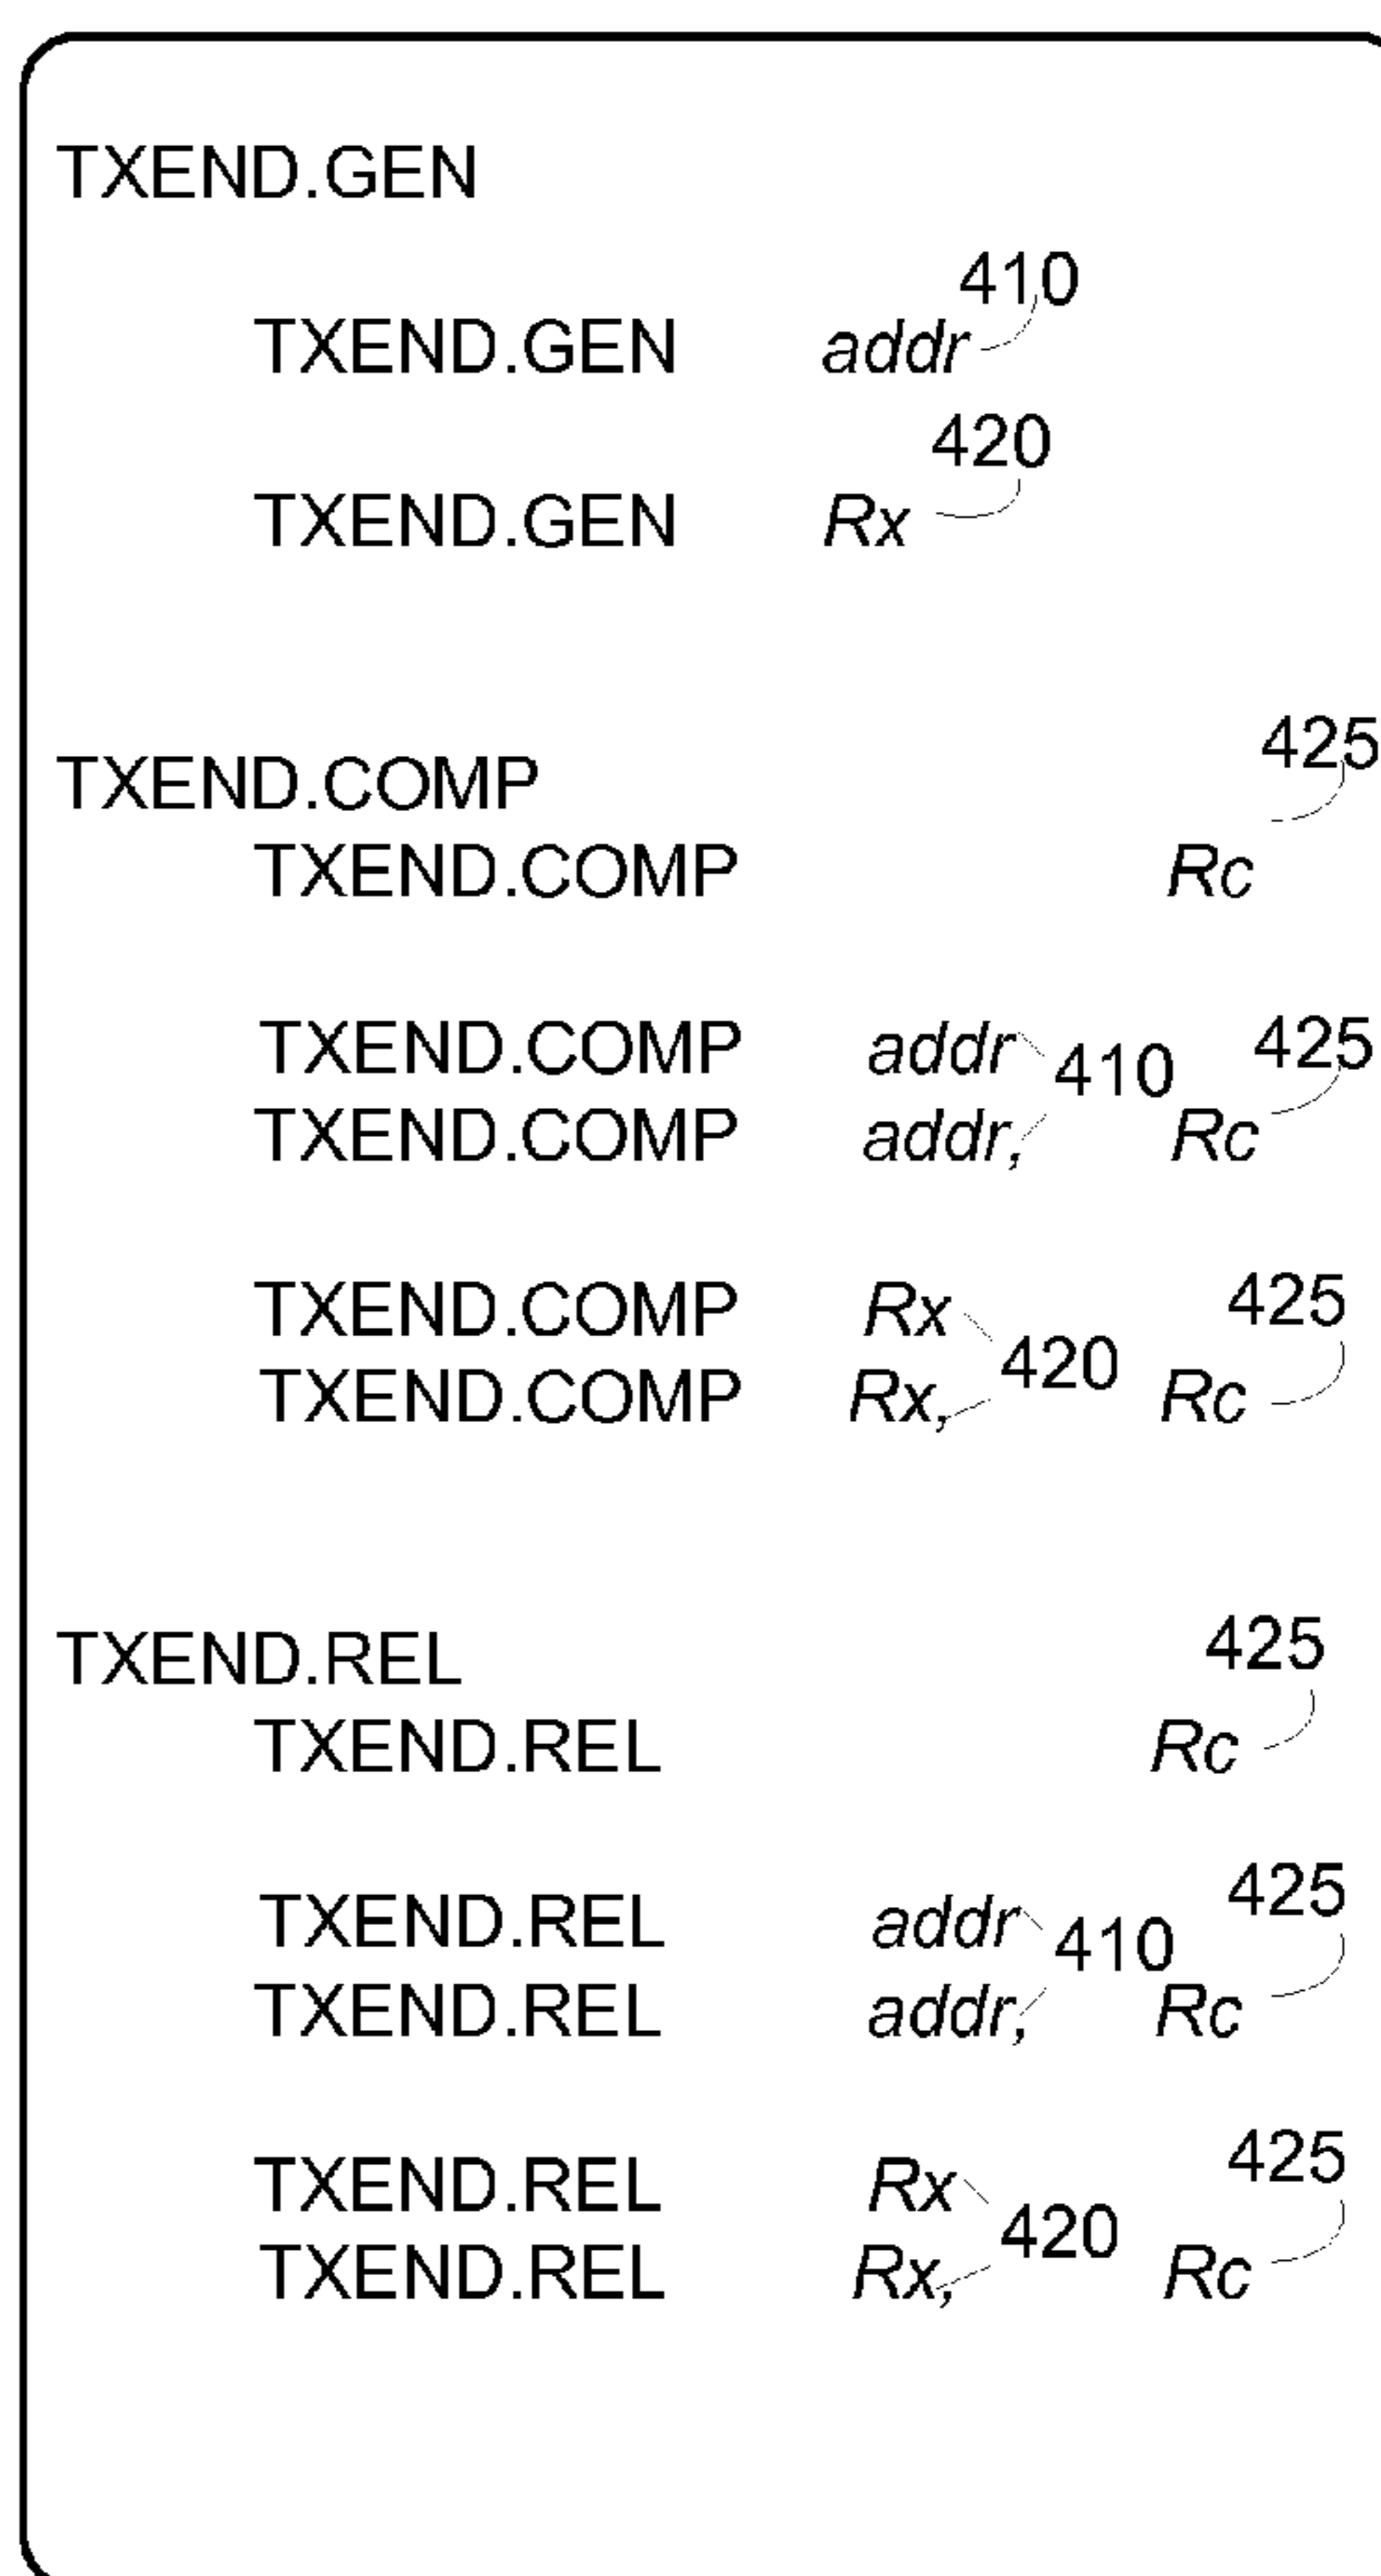 TXEND.GEN
410
TXEND.GEN addr
420
TXEND.GEN Rx
425
TXEND.COMP
TXEND.COMP Rc
TXEND.COMP addr 410 425
TXEND.COMP addr, Rc
TXEND.COMP Rx 425
420
TXEND.COMP Rx, Rc
TXEND.REL 425
TXEND.REL Rc
425
TXEND.REL addr 410
TXEND.REL addr, Rc
425
TXEND.REL Rx
420
TXEND.REL Rx, Rc